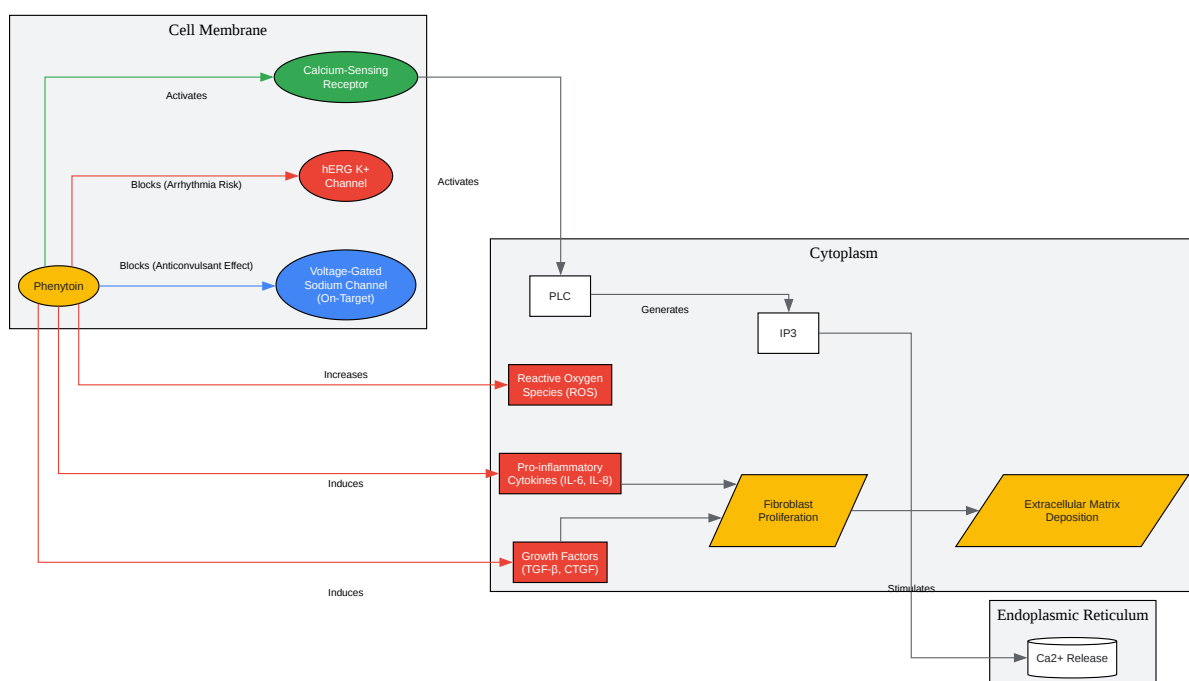 Cell Membrane
Calcium-Sensing
Receptor
Activates
hERG K+
Channel
Blocks (Arrhythmia Risk)
Activates
Blocks (Anticonvulsant Effect)
Voltage-Gated
Sodium Channel
(On-Target)
Phenytoin
Cytoplasm
PLC
Generates
IP3
Increases
Reactive Oxygen
Species (ROS)
Pro-inflammatory
Cytokines (IL-6, IL-8)
Induces
Fibroblast
Proliferation
Extracellular Matrix
Deposition
Growth Factors
(TGF-β, CTGF)
Induces
Stimulates
Endoplasmic Reticulum
Ca2+ Release